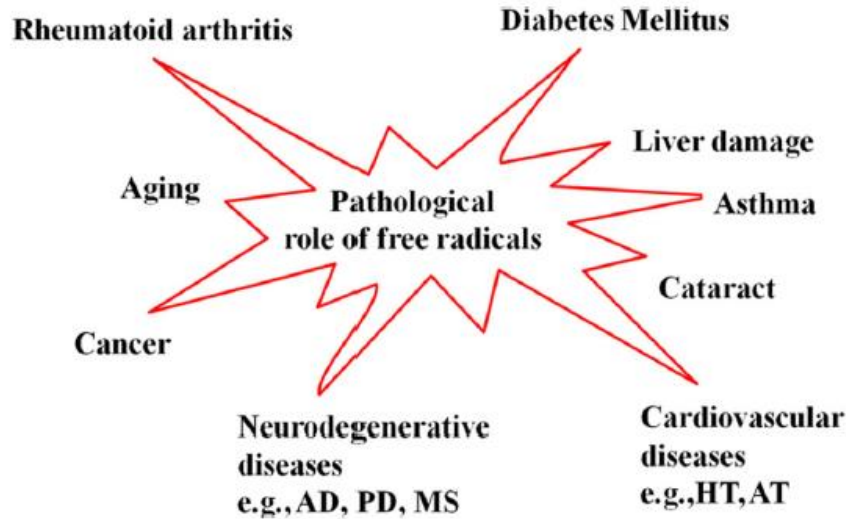 Rheumatoid arthritis
Diabetes Mellitus
Liver damage
Aging
Asthma
Pathological
role of free radicals
Cataract
Cancer
Neurodegenerative
diseases
e.g., AD, PD, MS
Cardiovascular
diseases
e.g.,HT, AT